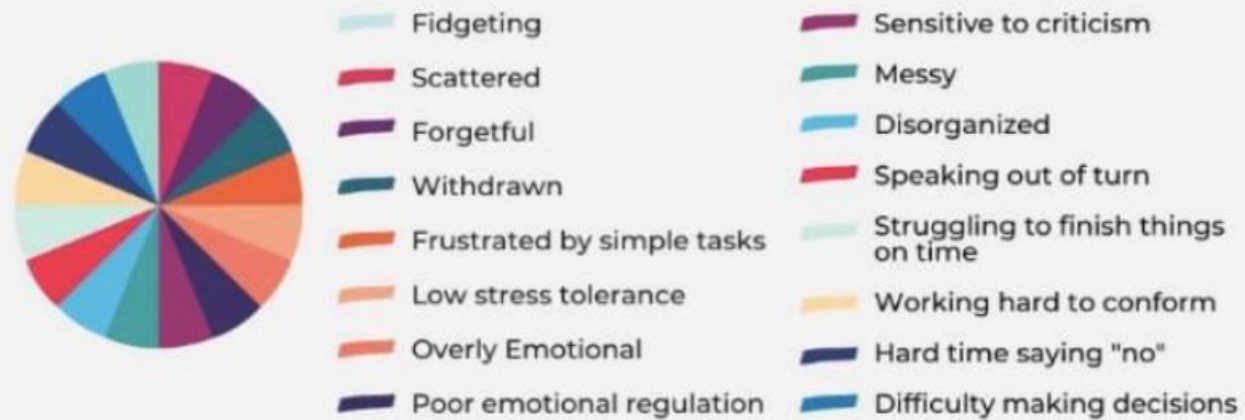 Fidgeting
Scattered
Forgetful
Withdrawn
Frustrated by simple tasks
Low stress tolerance
Overly Emotional
Poor emotional regulation
Sensitive to criticism
Messy
Disorganized
Speaking out of turn
Struggling to finish things
on time
Working hard to conform
Hard time saying "no"
Difficulty making decisions